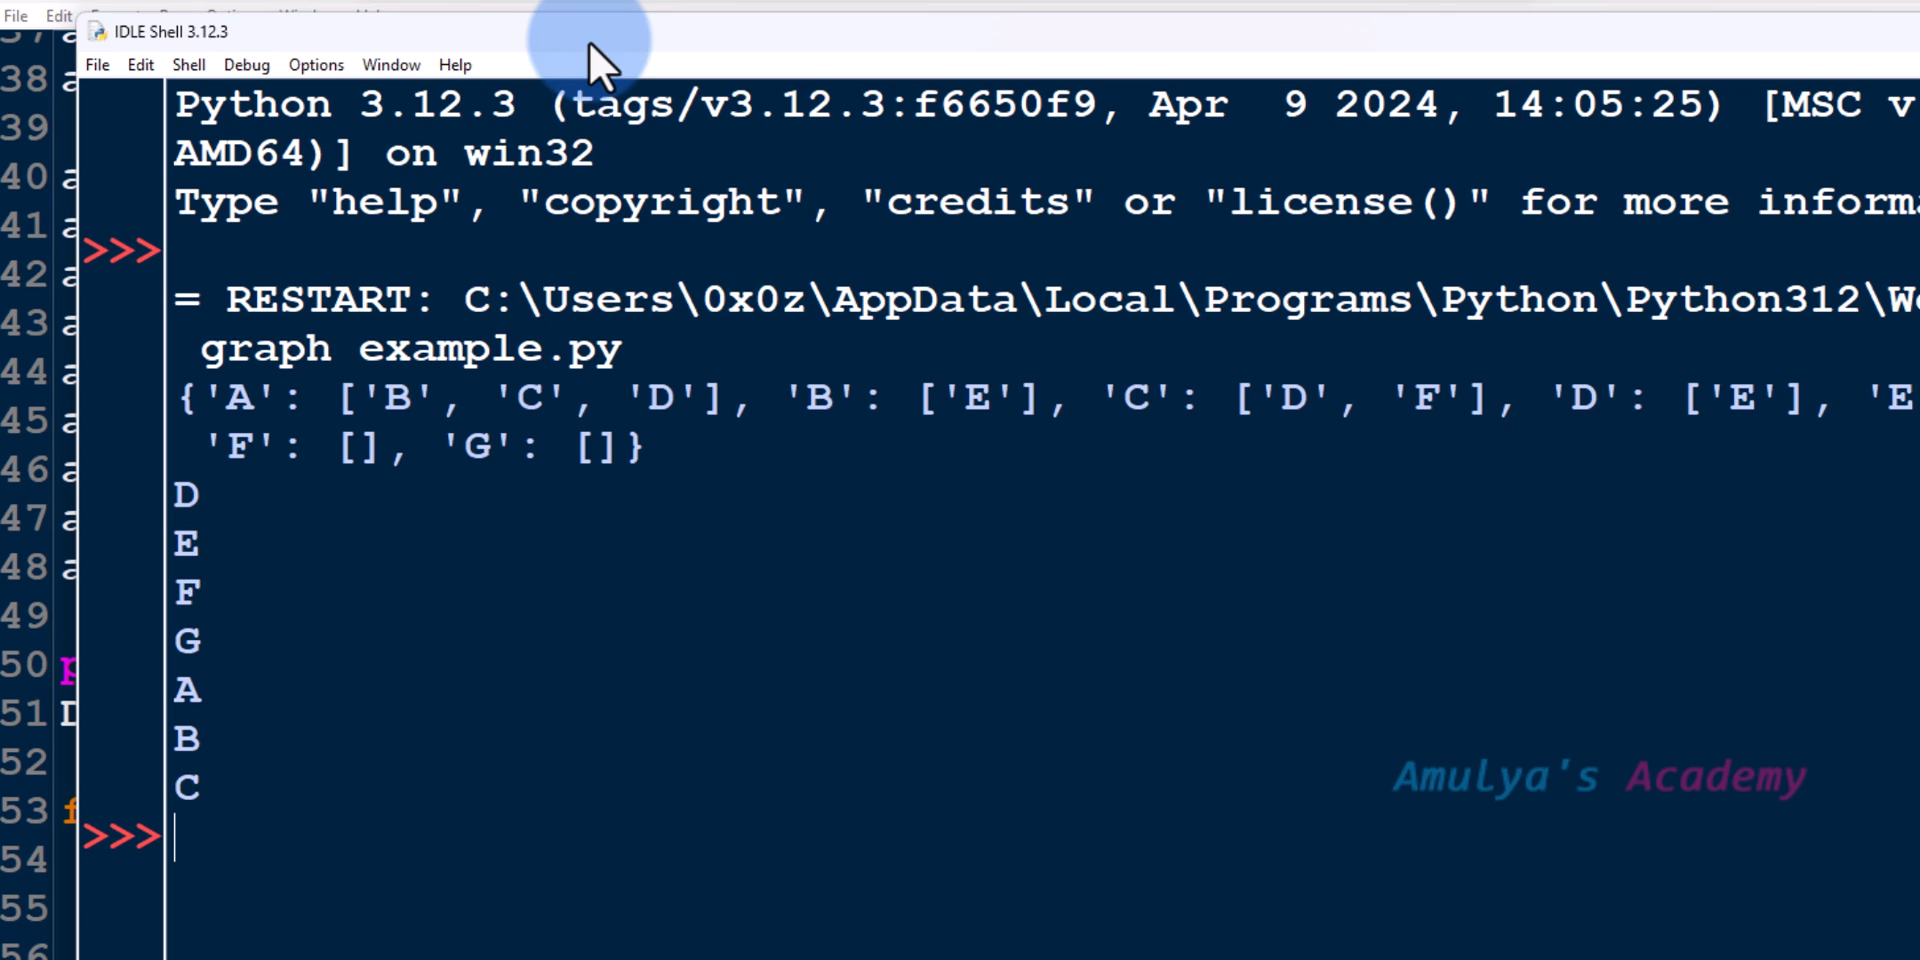 File Edit
IDLE Shell 3.12.3
File Edit Shell Debug Options Window Help
Python 3.12.3 (tags/v3.12.3:f6650f9, Apr  9 2024, 14:05:25) [MSC v
AMD64)] on win32
Type "help", "copyright", "credits" or "license()" for more
>>>
= RESTART: C:\Users\0x0z\AppData\Local\Programs\Python\Python312\
graph example.py
{'A': ['B', 'C', 'D'], 'B': ['E'], 'C': ['D', 'F'], 'D': ['E'], 'E
'F': [], 'G': []}
D
E
F
G
A
B
C
>>>
38 a
39
40 a
41 a
42 a
43 a
44 a
45 a
46 a
47 a
48 a
49
50 p
51 D
52
53 f
54
55
56
Amulya's Academy